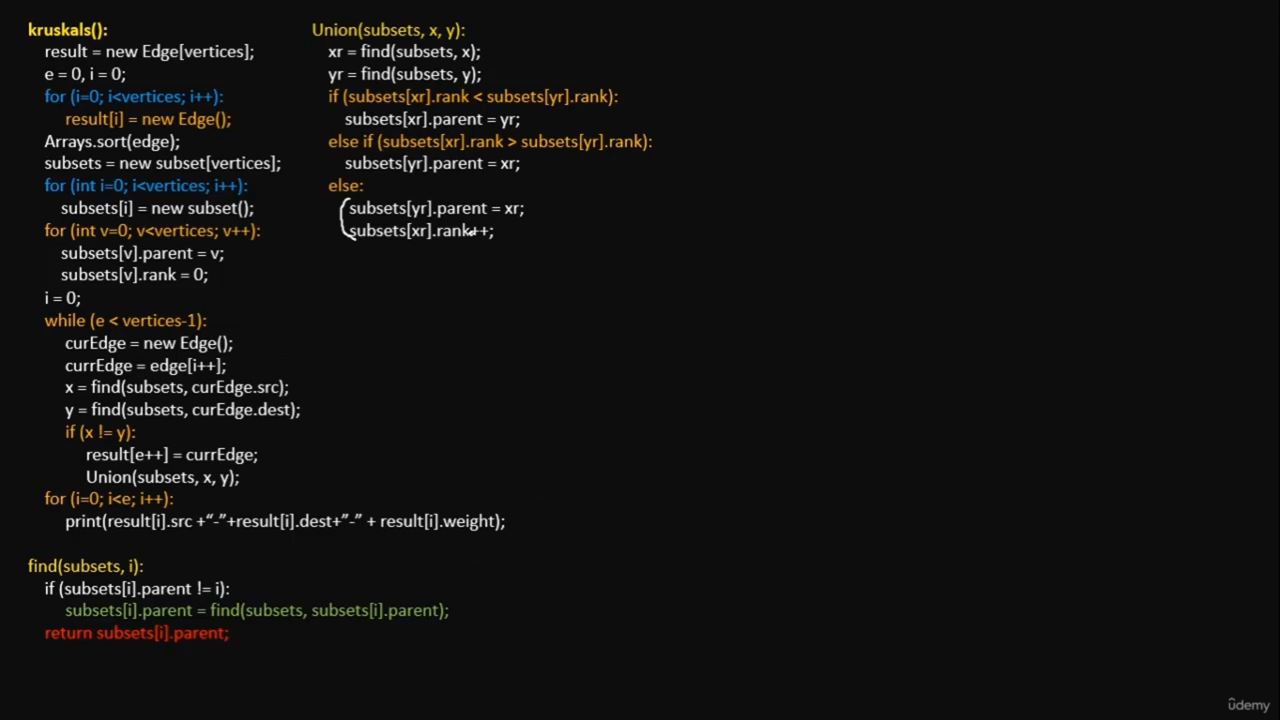 kruskals():
result = new Edge[vertices];
e = 0, i = 0;
for (i=0; i<vertices; i++):
result[i] = new Edge();
Arrays.sort(edge);
subsets = new subset[vertices];
for (int i=0; i<vertices; i++):
subsets[i] = new subset();
for (int v=0; v<vertices; v++):
subsets[v].parent = v;
subsets[v].rank = 0;
i = 0;
while (e < vertices-1):
curEdge = new Edge();
currEdge = edge[i++];
x = find(subsets, curEdge.src);
y = find(subsets, curEdge.dest);
if (x != y):
result[e++] = currEdge;
Union(subsets, x, y);
for (i=0; i<e; i++):
print(result[i].src +“-”+result[i].dest+”-” + result[i].weight);
find(subsets, i):
if (subsets[i].parent != i):
subsets[i].parent = find(subsets, subsets[i].parent);
return subsets[i].parent;
Union(subsets, x, y):
xr = find(subsets, x);
yr = find(subsets, y);
if (subsets[xr].rank < subsets[yr].rank):
subsets[xr].parent = yr;
else if (subsets[xr].rank > subsets[yr].rank):
subsets[yr].parent = xr;
else:
subsets[yr].parent = xr;
subsets[xr].rank++;
ûdemy